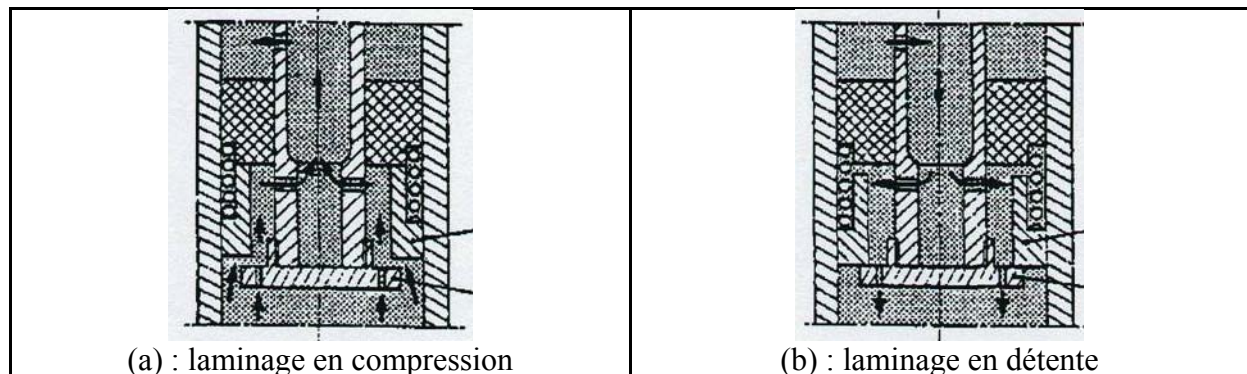 (a) : laminage en compression
(b) : laminage en détente